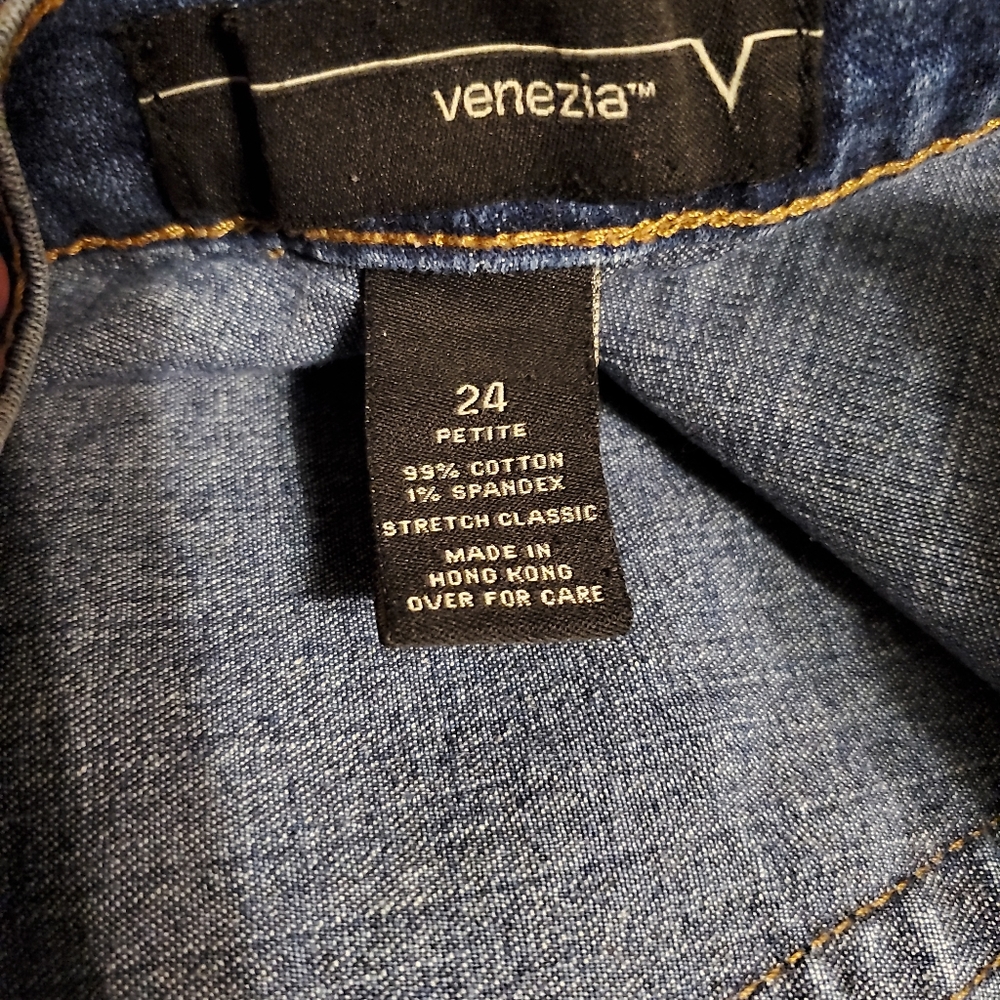 venezia™
24
PETITE
99% COTTON
1% SPANDEX
STRETCH CLASSIC
MADE IN
HONG KONG
OVER FOR CARE